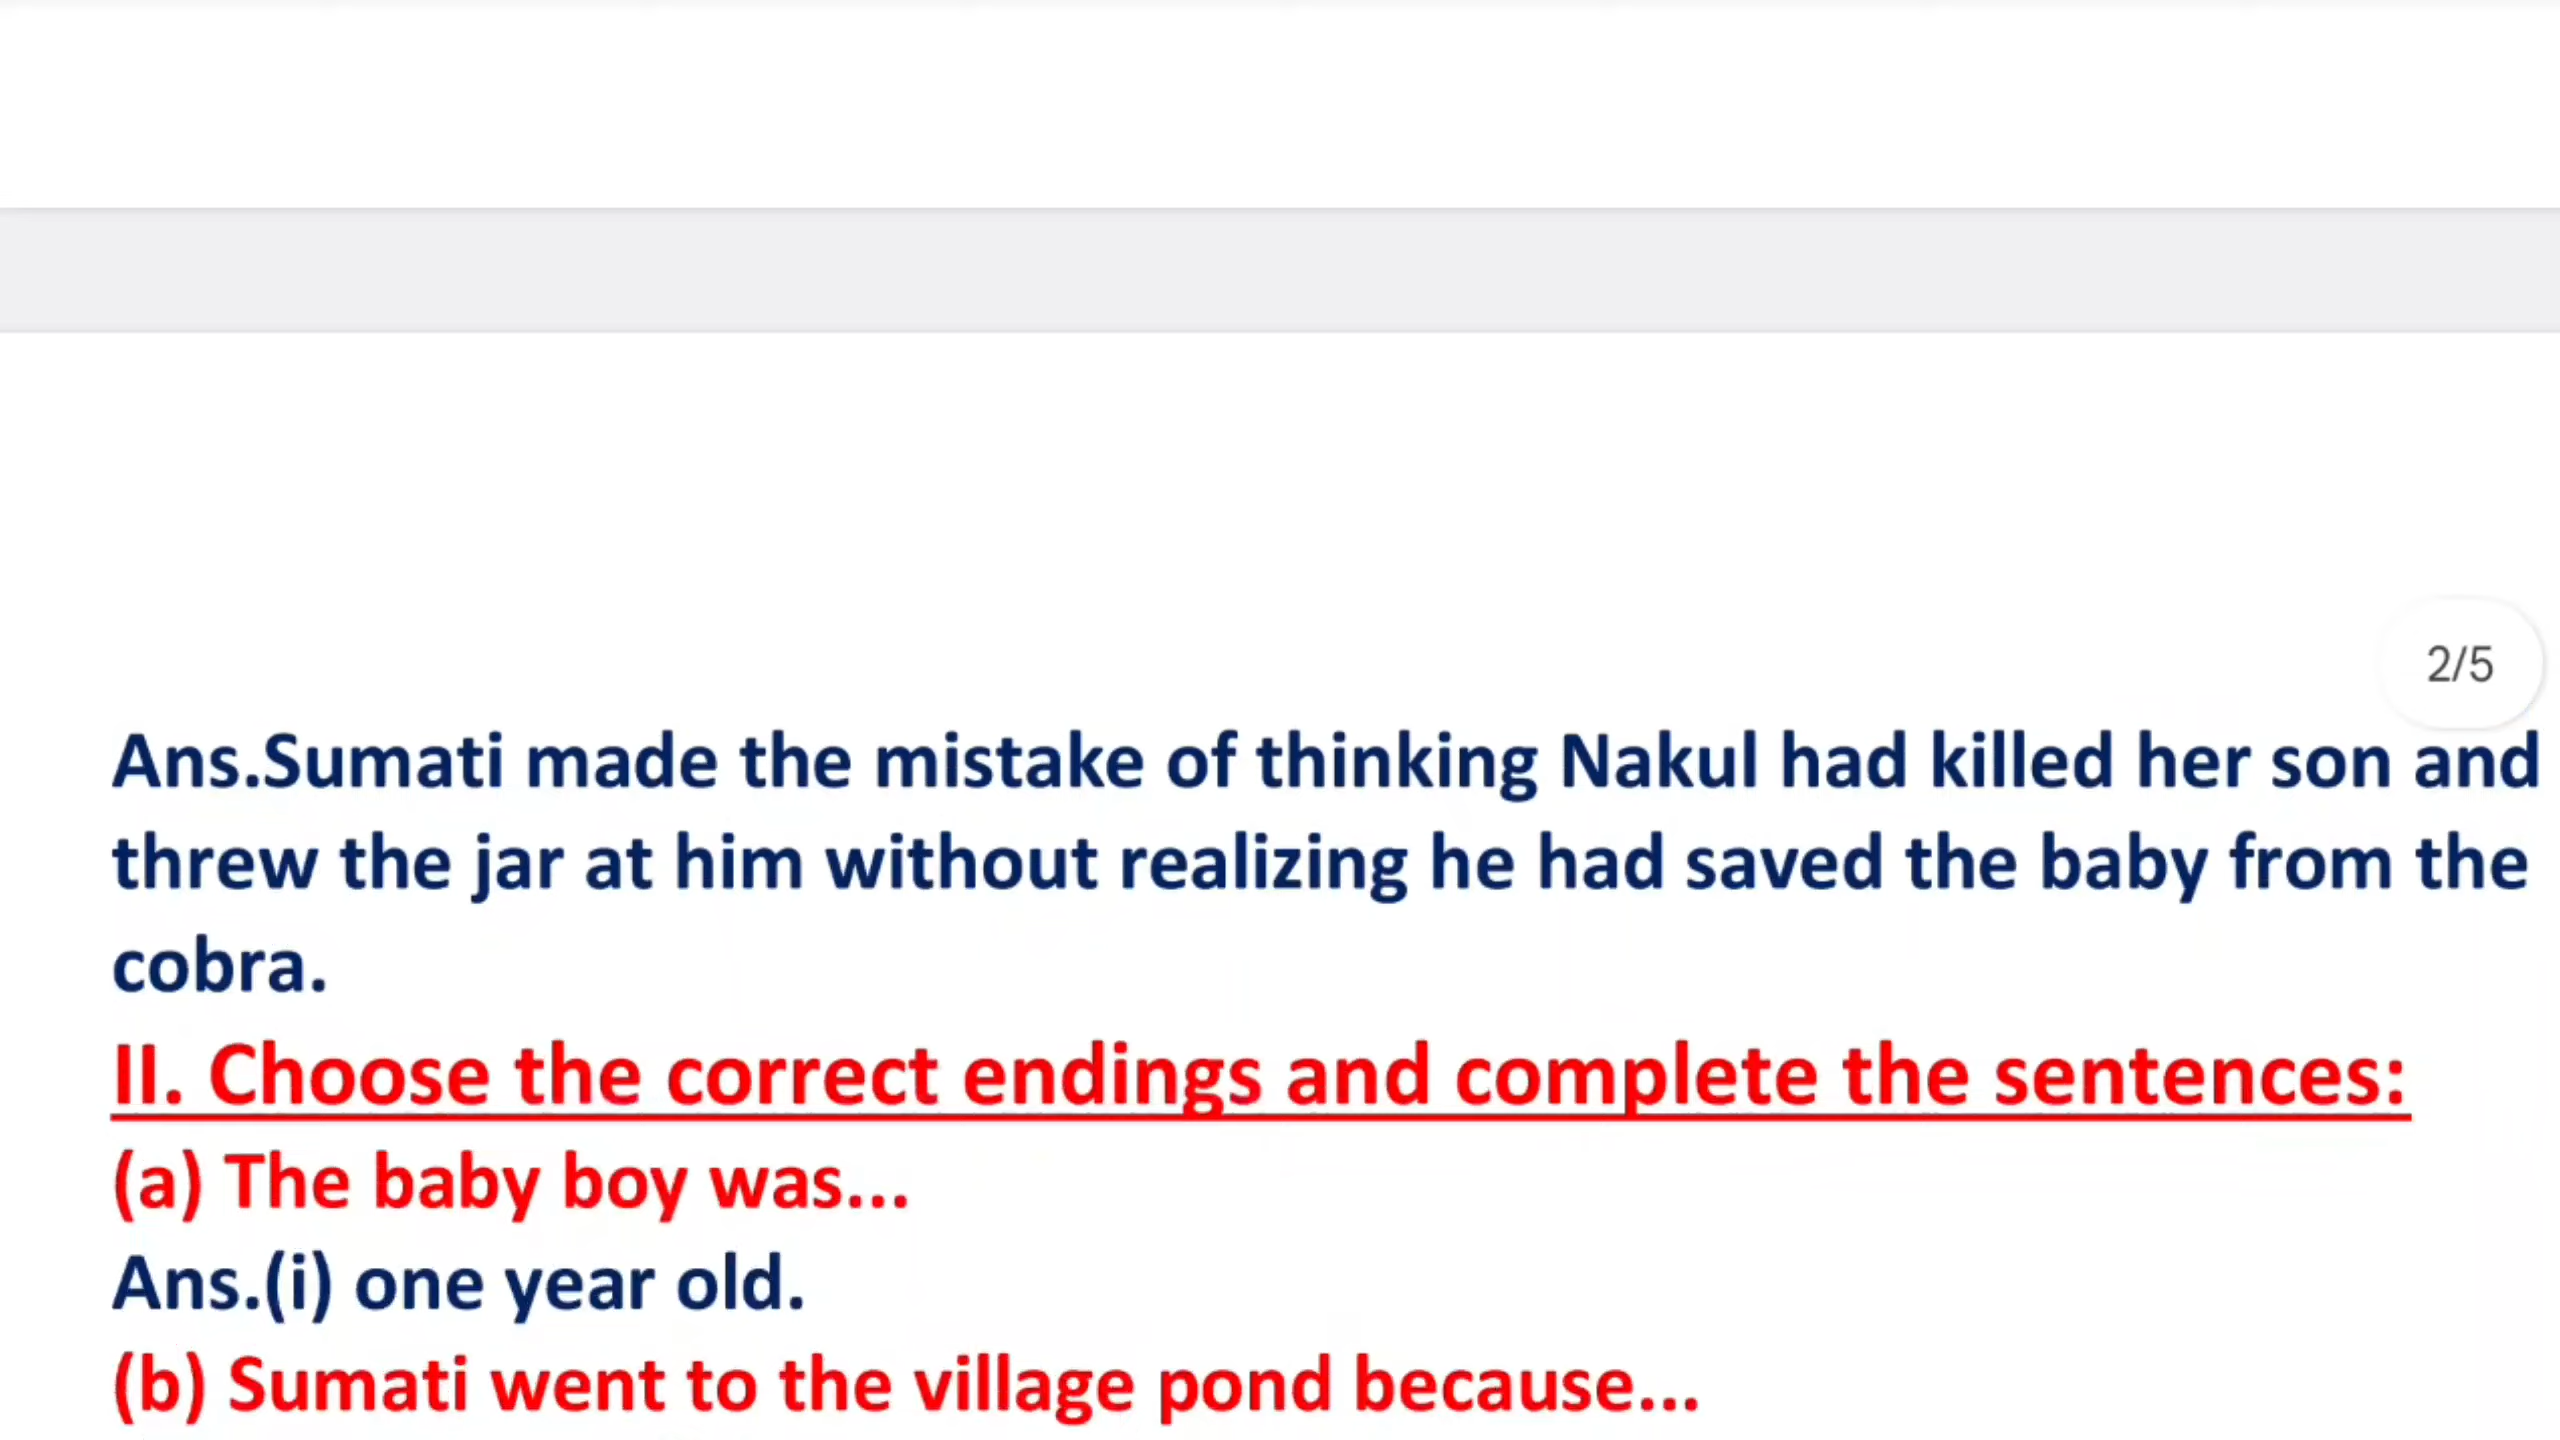 2/5
Ans.Sumati made the mistake of thinking Nakul had killed her son and
threw the jar at him without realizing he had saved the baby from the
cobra.
II. Choose the correct endings and complete the sentences:
(a) The baby boy was...
Ans.(i) one year old.
(b) Sumati went to the village pond because...